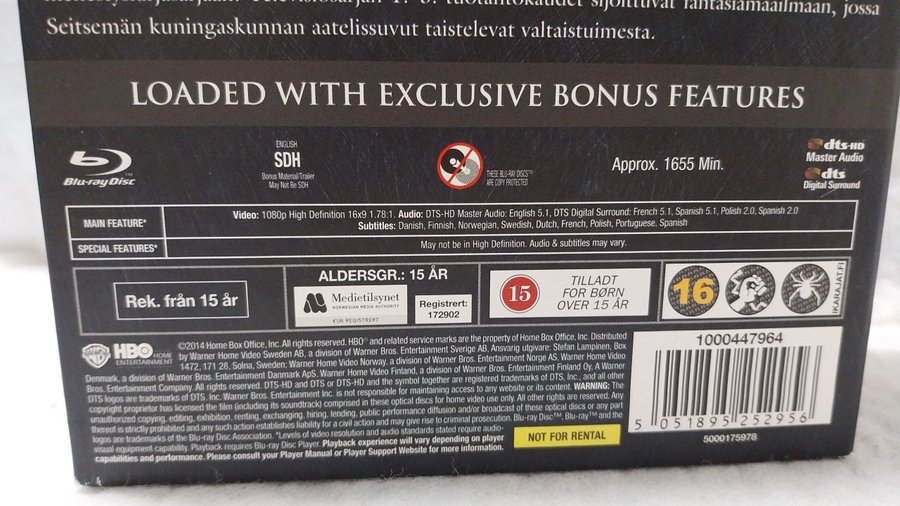 Televisiosarjan 1.-3. tuotantokaudet sijoittuvat fantasiamaailmaan, jossa
Seitsemän kuningaskunnan aatelissuvut taistelevat valtaistuimesta.
LOADED WITH EXCLUSIVE BONUS FEATURES
Blu-ray Disc™
ENGLISH
SDH
Bonus Material/Trailer
May Not Be SDH
THESE BLU-RAY DISCS™
ARE COPY PROTECTED
Approx. 1655 Min.
dts-HD
Master Audio
dts
Digital Surround
MAIN FEATURE*
Video: 1080p High Definition 16x9 1.78:1. Audio: DTS-HD Master Audio: English 5.1, DTS Digital Surround: French 5.1, Spanish 5.1, Polish 2.0, Spanish 2.0
Subtitles: Danish, Finnish, Norwegian, Swedish, Dutch, French, Polish, Portuguese, Spanish
SPECIAL FEATURES*
May not be in High Definition. Audio & subtitles may vary.
Rek. från 15 år
ALDERSGR.: 15 ÅR
Medietilsynet
NORWEGIAN MEDIA AUTHORITY
KUN REGISTRERT
Registrert:
172902
15
TILLADT
FOR BØRN
OVER 15 ÅR
16
IKARAJAT.FI
WB HBO HOME
ENTERTAINMENT
©2014 Home Box Office, Inc. All rights reserved. HBO® and related service marks are the property of Home Box Office, Inc. Distributed
by Warner Home Video Sweden AB, a division of Warner Bros. Entertainment Sverige AB. Ansvarig utgivare: Stefan Lampinen, Box
1472, 171 28, Solna, Sweden; Warner Home Video Norway, a division of Warner Bros. Entertainment Norge AS. Warner Home Video
Denmark, a division of Warner Bros. Entertainment Danmark ApS, Warner Home Video Finland, a division of Warner Bros. Entertainment Finland Oy, A Warner
Bros. Entertainment Company. All rights reserved. DTS-HD and DTS or DTS-HD and the symbol together are registered trademarks of DTS, Inc., and all other
DTS logos are trademarks of DTS, Inc. Warner Bros. Entertainment Inc. is not responsible for maintaining access to any website or its content. WARNING: The
copyright proprietor has licensed the film (including its soundtrack) comprised in these optical discs for home video use only. All other rights are reserved. Any
unauthorized copying, editing, exhibition, renting, exchanging, hiring, lending, public performance diffusion and/or broadcast of these optical discs or any part
thereof is strictly prohibited and any such action establishes liability for a civil action and may give rise to criminal prosecution. Blu-ray Disc™, Blu-ray™ and the
logos are trademarks of the Blu-ray Disc Association. *Levels of video resolution and audio standards stated require audio-
visual equipment capability. Playback requires Blu-ray Disc Player. Playback experience will vary depending on player
capabilities and performance. Please consult your Player Manual or Player Support Website for more information.
NOT FOR RENTAL
1000447964
5 051895 252956
5000175978